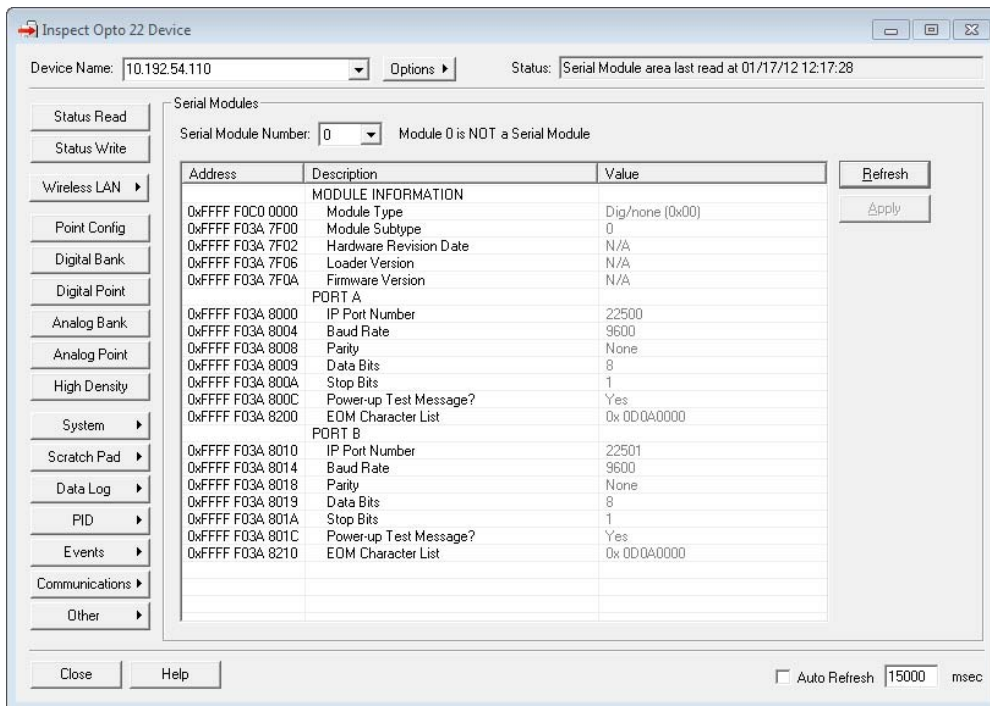 Inspect Opto 22 Device
Device Name: 10.192.54.110 Options Status: Serial Module area last read at 01/17/12 12:17:28
Status Read
Status Write
Wireless LAN
Point Config
Digital Bank
Digital Point
Analog Bank
Analog Point
High Density
System
Scratch Pad
Data Log
PID
Events
Communications
Other
Serial Modules
Serial Module Number: 0 Module 0 is NOT a Serial Module
Address Description Value
MODULE INFORMATION
0xFFFF F0C0 0000 Module Type Dig/none (0x00)
0xFFFF F03A 7F00 Module Subtype 0
0xFFFF F03A 7F02 Hardware Revision Date N/A
0xFFFF F03A 7F06 Loader Version N/A
0xFFFF F03A 7F0A Firmware Version N/A
PORT A
0xFFFF F03A 8000 IP Port Number 22500
0xFFFF F03A 8004 Baud Rate 9600
0xFFFF F03A 8008 Parity None
0xFFFF F03A 8009 Data Bits 8
0xFFFF F03A 800A Stop Bits 1
0xFFFF F03A 800C Power-up Test Message? Yes
0xFFFF F03A 8200 EOM Character List 0x 0D0A0000
PORT B
0xFFFF F03A 8010 IP Port Number 22501
0xFFFF F03A 8014 Baud Rate 9600
0xFFFF F03A 8018 Parity None
0xFFFF F03A 8019 Data Bits 8
0xFFFF F03A 801A Stop Bits 1
0xFFFF F03A 801C Power-up Test Message? Yes
0xFFFF F03A 8210 EOM Character List 0x 0D0A0000
Refresh
Apply
Close Help Auto Refresh 15000 msec